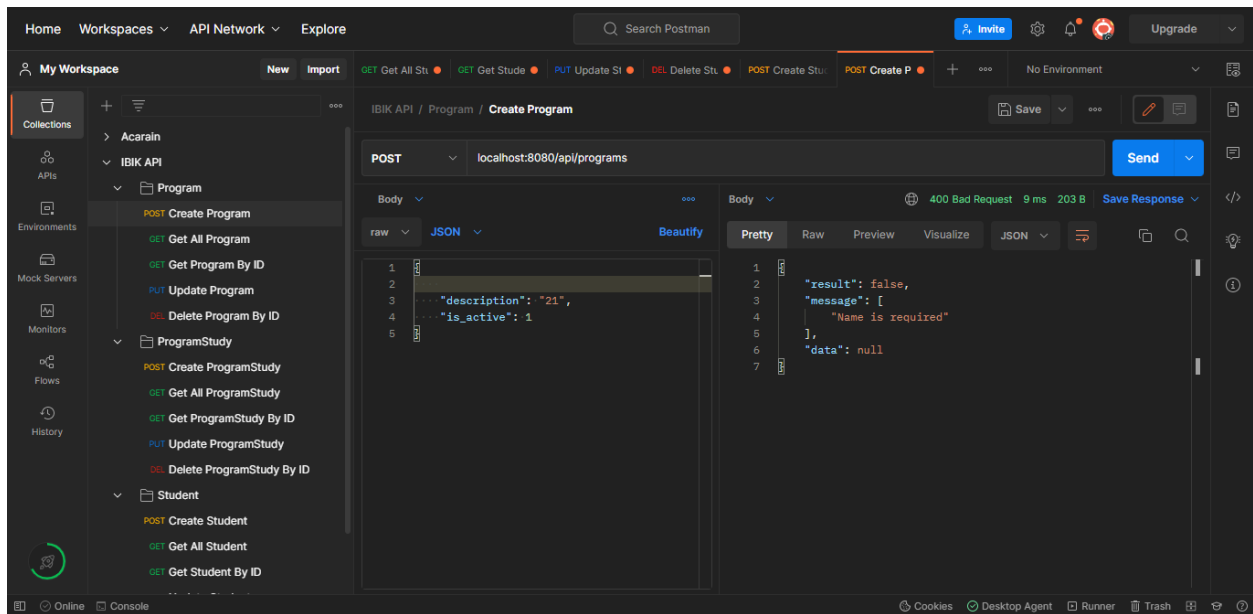 Home Workspaces API Network Explore Search Postman Invite Upgrade
My Workspace New Import
GET Get All Stu GET Get Stude PUT Update St DEL Delete Stu POST Create Stud POST Create P No Environment
Collections
APIs
Environments
Mock Servers
Monitors
Flows
History
Acarain
IBIK API
Program
POST Create Program
GET Get All Program
GET Get Program By ID
PUT Update Program
DEL Delete Program By ID
ProgramStudy
POST Create ProgramStudy
GET Get All ProgramStudy
GET Get ProgramStudy By ID
PUT Update ProgramStudy
DEL Delete ProgramStudy By ID
Student
POST Create Student
GET Get All Student
GET Get Student By ID
IBIK API / Program / Create Program Save
POST localhost:8080/api/programs Send
Body
raw JSON Beautify
1 {
2
3 "description": "21",
4 "is_active": 1
5 }
Body 400 Bad Request 9 ms 203 B Save Response
Pretty Raw Preview Visualize JSON
1 {
2 "result": false,
3 "message": [
4 "Name is required"
5 ],
6 "data": null
7 }
Online Console Cookies Desktop Agent Runner Trash